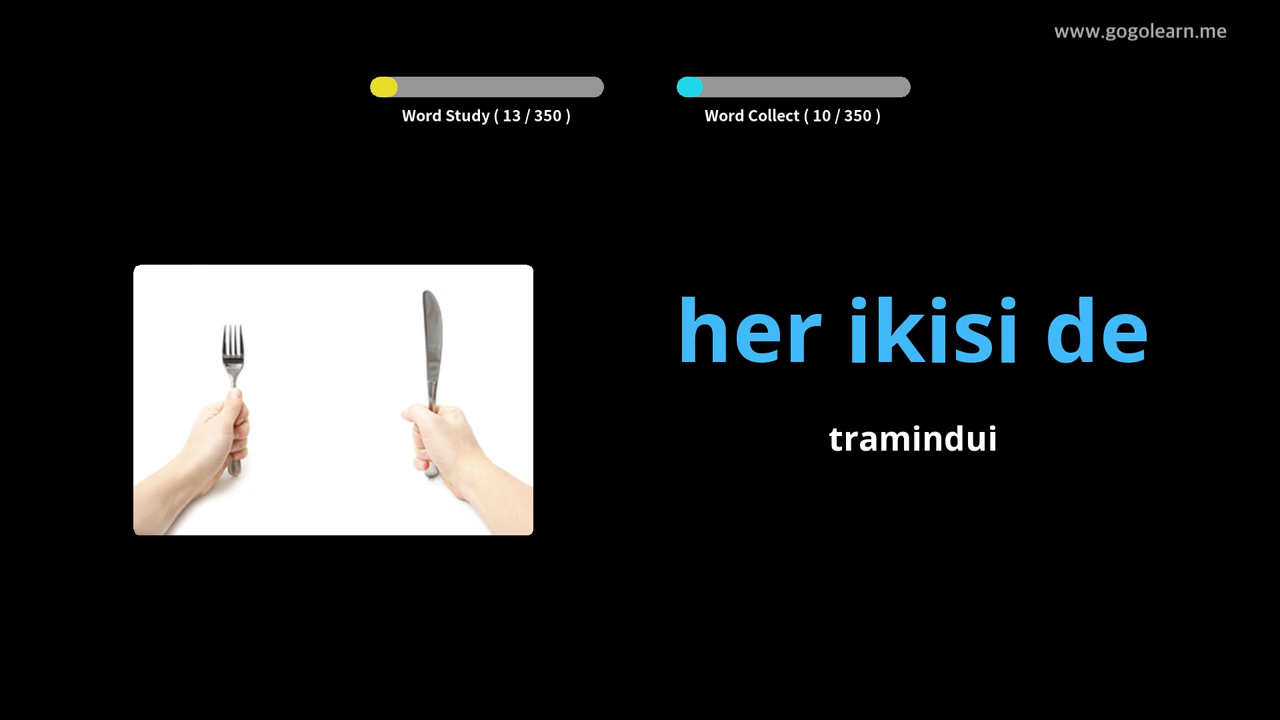 www.gogolearn.me
Word Study ( 13 / 350 )
Word Collect ( 10 / 350 )
her ikisi de
tramindui